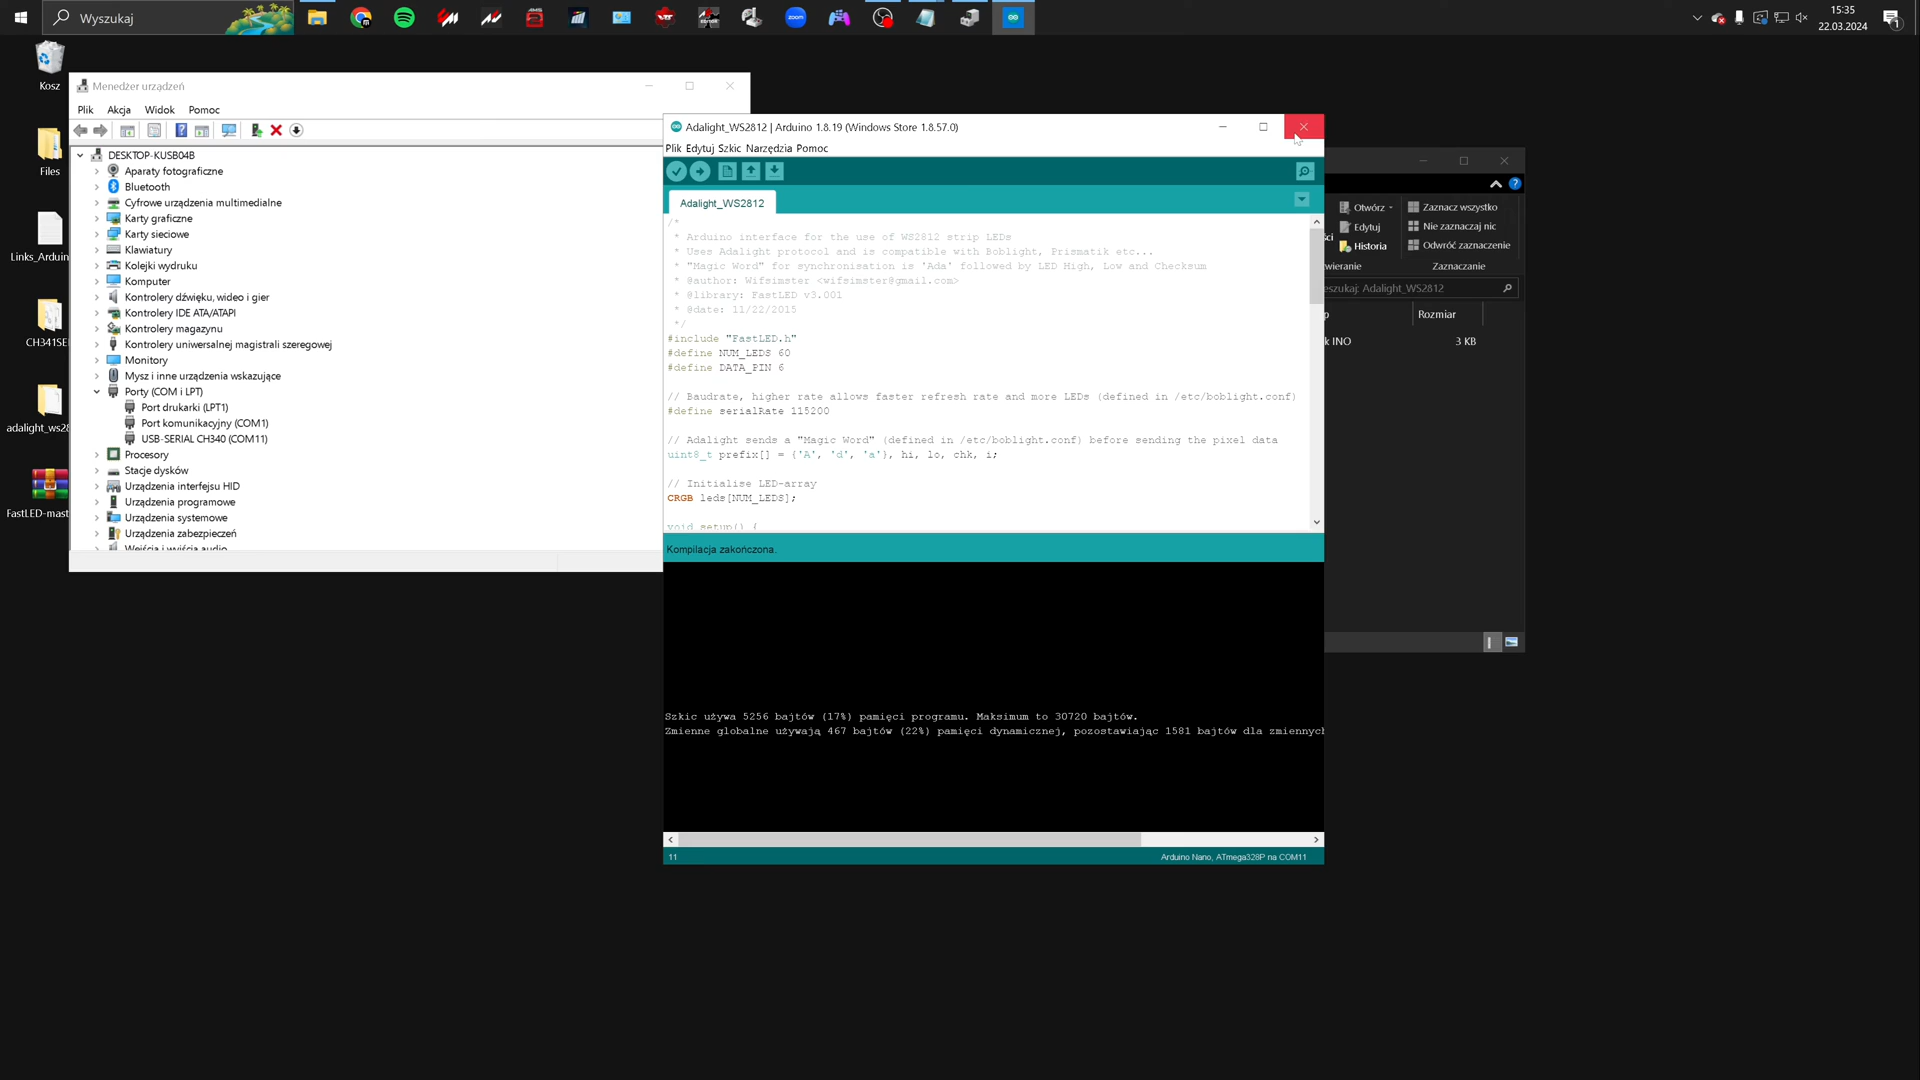 Wyszukaj
15:35
22.03.2024
1
Kosz
Files
Links_Arduin
CH341SE
adalight_ws28
FastLED-mast
Menedżer urządzeń
Plik Akcja Widok Pomoc
DESKTOP-KUSB04B
Aparaty fotograficzne
Bluetooth
Cyfrowe urządzenia multimedialne
Karty graficzne
Karty sieciowe
Klawiatury
Kolejki wydruku
Komputer
Kontrolery dźwięku, wideo i gier
Kontrolery IDE ATA/ATAPI
Kontrolery magazynu
Kontrolery uniwersalnej magistrali szeregowej
Monitory
Mysz i inne urządzenia wskazujące
Porty (COM i LPT)
Port drukarki (LPT1)
Port komunikacyjny (COM1)
USB-SERIAL CH340 (COM11)
Procesory
Stacje dysków
Urządzenia interfejsu HID
Urządzenia programowe
Urządzenia systemowe
Urządzenia zabezpieczeń
Wejścia i wyjścia audio
Adalight_WS2812 | Arduino 1.8.19 (Windows Store 1.8.57.0)
Plik Edytuj Szkic Narzędzia Pomoc
Adalight_WS2812
/*
* Arduino interface for the use of WS2812 strip LEDs
* Uses Adalight protocol and is compatible with Boblight, Prismatik etc...
* "Magic Word" for synchronisation is 'Ada' followed by LED High, Low and Checksum
* @author: Wifsimster <wifsimster@gmail.com>
* @library: FastLED v3.001
* @date: 11/22/2015
*/
#include "FastLED.h"
#define NUM_LEDS 60
#define DATA_PIN 6
// Baudrate, higher rate allows faster refresh rate and more LEDs (defined in /etc/boblight.conf)
#define serialRate 115200
// Adalight sends a "Magic Word" (defined in /etc/boblight.conf) before sending the pixel data
uint8_t prefix[] = {'A', 'd', 'a'}, hi, lo, chk, i;
// Initialise LED-array
CRGB leds[NUM_LEDS];
void setup() {
Kompilacja zakończona.
Szkic używa 5256 bajtów (17%) pamięci programu. Maksimum to 30720 bajtów.
Zmienne globalne używają 467 bajtów (22%) pamięci dynamicznej, pozostawiając 1581 bajtów dla zmiennych
11
Arduino Nano, ATmega328P na COM11
Otwórz
Zaznacz wszystko
Edytuj
Nie zaznaczaj nic
ci
Historia
Odwróć zaznaczenie
wieranie
Zaznaczanie
eszukaj: Adalight_WS2812
p
Rozmiar
k INO
3 KB